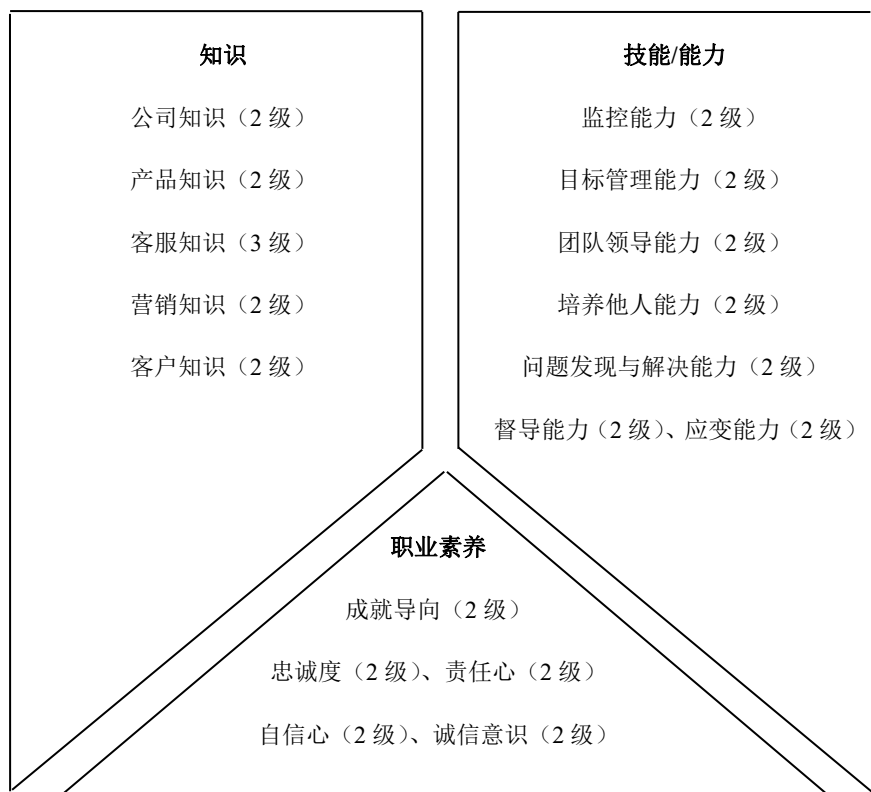 知识
公司知识（2 级）
产品知识（2 级）
客服知识（3 级）
营销知识（2 级）
客户知识（2 级）
技能/能力
监控能力（2 级）
目标管理能力（2 级）
团队领导能力（2 级）
培养他人能力（2 级）
问题发现与解决能力（2 级）
督导能力（2 级）、应变能力（2 级）
职业素养
成就导向（2 级）
忠诚度（2 级）、责任心（2 级）
自信心（2 级）、诚信意识（2 级）